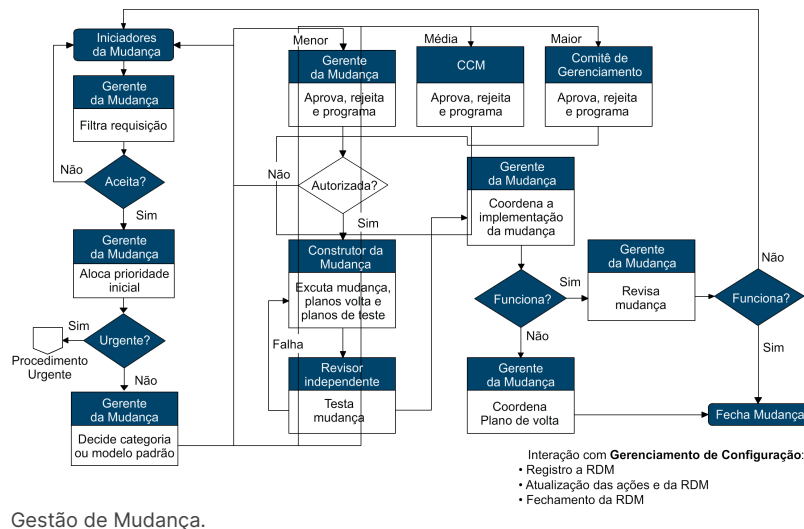 Iniciadores
da Mudança
Gerente
da Mudança
Filtra requisição
Não
Aceita?
Sim
Gerente
da Mudança
Aloca prioridade
inicial
Sim
Urgente?
Procedimento
Urgente
Não
Gerente
da Mudança
Decide categoria
ou modelo padrão
Menor
Gerente
da Mudança
Aprova, rejeita
e programa
Média
CCM
Aprova, rejeita
e programa
Maior
Comitê de
Gerenciamento
Aprova, rejeita
e programa
Não
Autorizada?
Sim
Construtor da
Mudança
Excuta mudança,
planos volta e
planos de teste
Falha
Revisor
independente
Testa
mudança
Gerente
da Mudança
Coordena a
implementação
da mudança
Funciona?
Sim
Não
Gerente
da Mudança
Revisa
mudança
Não
Funciona?
Sim
Gerente
da Mudança
Coordena
Plano de volta
Fecha Mudança
Interação com Gerenciamento de Configuração:
• Registro a RDM
• Atualização das ações e da RDM
• Fechamento da RDM
Gestão de Mudança.